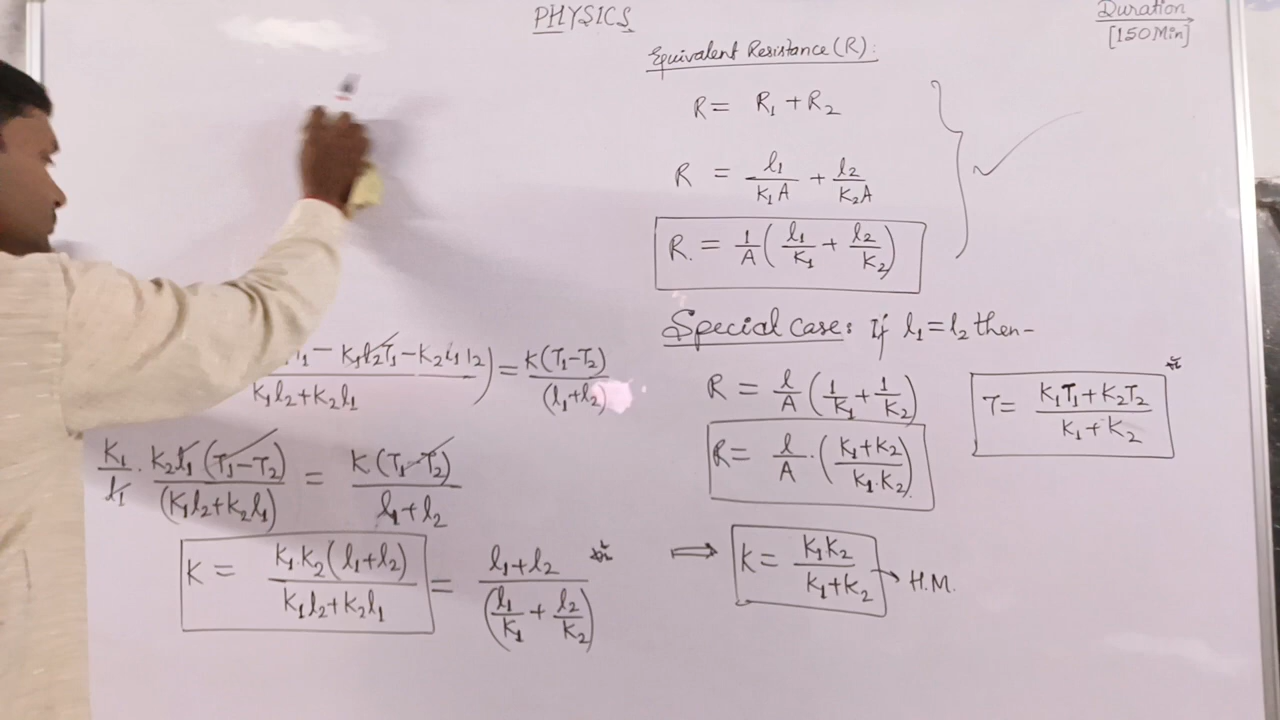 PHYSICS
Duration
[150 Min]
Equivalent Resistance (R):
R = R₁ + R₂
R = l₁/K₁A + l₂/K₂A
R. = 1/A (l₁/K₁ + l₂/K₂)
Special case: If l₁ = l₂ then-
R = l/A (1/K₁ + 1/K₂)
R = l/A · (K₁+K₂/K₁.K₂)
T = K₁T₁+K₂T₂/K₁+K₂
⇒ K = K₁K₂/K₁+K₂ → H.M.
− K₁l₂T₁ − K₂l₁T₂)/K₁l₂+K₂l₁ = K(T₁−T₂)/(l₁+l₂)
K₁/l₁ · K₂l₁(T₁−T₂)/(K₁l₂+K₂l₁) = K(T₁−T₂)/l₁+l₂
K = K₁.K₂(l₁+l₂)/K₁l₂+K₂l₁ = l₁+l₂/(l₁/K₁ + l₂/K₂)